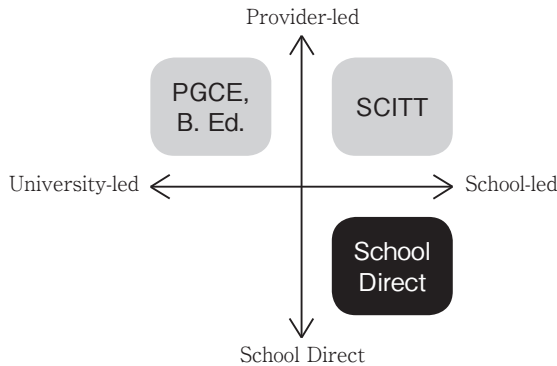 Provider-led
PGCE,
B. Ed.
SCITT
University-led
School-led
School
Direct
School Direct